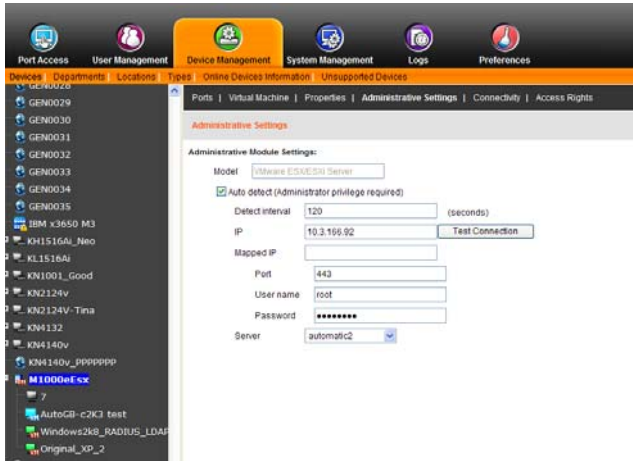 Port Access User Management Device Management System Management Logs Preferences
Devices | Departments | Locations | Types | Online Devices Information | Unsupported Devices
GEN0028
GEN0029
GEN0030
GEN0031
GEN0032
GEN0033
GEN0034
GEN0035
IBM x3650 M3
KH1516Ai_Neo
KL1516Ai
KN1001_Good
KN2124v
KN2124V-Tina
KN4132
KN4140v
KN4140v_PPPPPPP
M1000eEsx
7
AutoGB-c2K3 test
Windows2k8_RADIUS_LDAP
Original_XP_2
Ports | Virtual Machine | Properties | Administrative Settings | Connectivity | Access Rights
Administrative Settings
Administrative Module Settings:
Model VMware ESX/ESXi Server
Auto detect (Administrator privilege required)
Detect interval 120 (seconds)
IP 10.3.166.92 Test Connection
Mapped IP
Port 443
User name root
Password ••••••••
Server automatic2